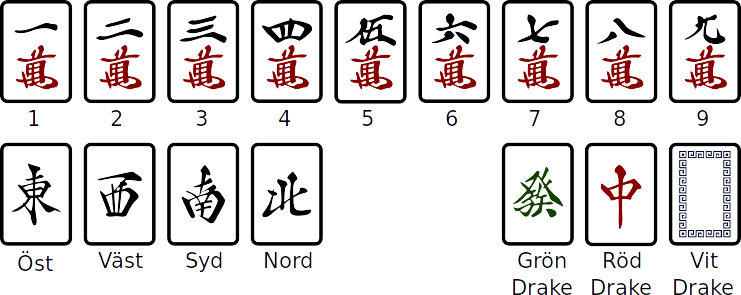 一 二 三 四 五 六 七 八 九
萬 萬 萬 萬 萬 萬 萬 萬 萬
1 2 3 4 5 6 7 8 9
東 西 南 北 發 中
Öst Väst Syd Nord Grön Röd Vit
Drake Drake Drake